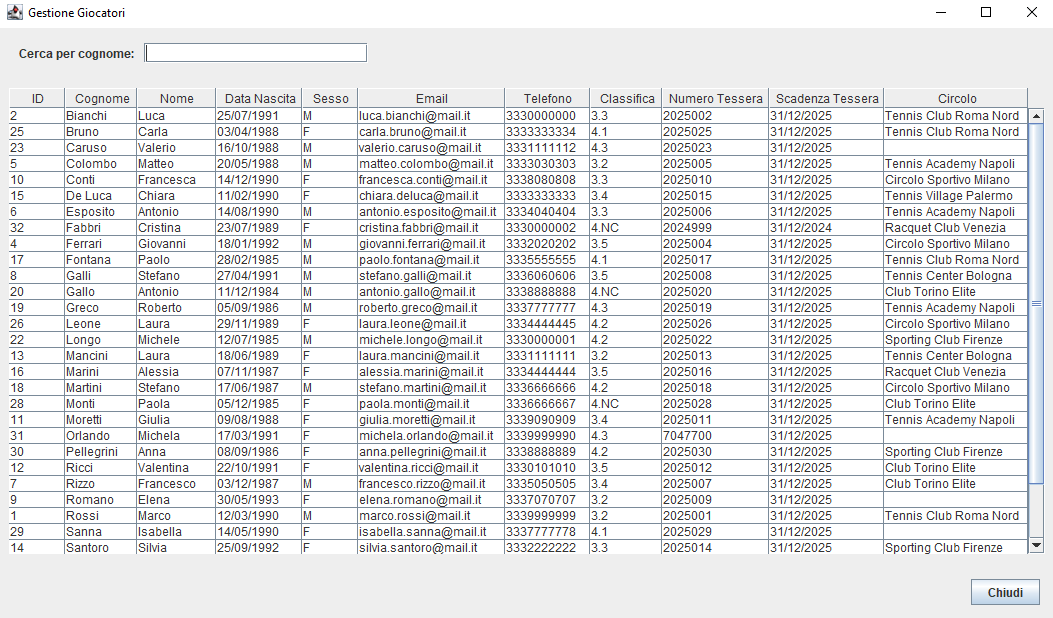 Gestione Giocatori
Cerca per cognome:
ID Cognome Nome Data Nascita Sesso Email Telefono Classifica Numero Tessera Scadenza Tessera Circolo
2 Bianchi Luca 25/07/1991 M luca.bianchi@mail.it 3330000000 3.3 2025002 31/12/2025 Tennis Club Roma Nord
25 Bruno Carla 03/04/1988 F carla.bruno@mail.it 3333333334 4.1 2025025 31/12/2025 Tennis Club Roma Nord
23 Caruso Valerio 16/10/1988 M valerio.caruso@mail.it 3331111112 4.3 2025023 31/12/2025
5 Colombo Matteo 20/05/1988 M matteo.colombo@mail.it 3333030303 3.2 2025005 31/12/2025 Tennis Academy Napoli
10 Conti Francesca 14/12/1990 F francesca.conti@mail.it 3338080808 3.3 2025010 31/12/2025 Circolo Sportivo Milano
15 De Luca Chiara 11/02/1990 F chiara.deluca@mail.it 3333333333 3.4 2025015 31/12/2025 Tennis Village Palermo
6 Esposito Antonio 14/08/1990 M antonio.esposito@mail.it 3334040404 3.3 2025006 31/12/2025 Tennis Academy Napoli
32 Fabbri Cristina 23/07/1989 F cristina.fabbri@mail.it 3330000002 4.NC 2024999 31/12/2024 Racquet Club Venezia
4 Ferrari Giovanni 18/01/1992 M giovanni.ferrari@mail.it 3332020202 3.5 2025004 31/12/2025 Circolo Sportivo Milano
17 Fontana Paolo 28/02/1985 M paolo.fontana@mail.it 3335555555 4.1 2025017 31/12/2025 Tennis Club Roma Nord
8 Galli Stefano 27/04/1991 M stefano.galli@mail.it 3336060606 3.5 2025008 31/12/2025 Tennis Center Bologna
20 Gallo Antonio 11/12/1984 M antonio.gallo@mail.it 3338888888 4.NC 2025020 31/12/2025 Club Torino Elite
19 Greco Roberto 05/09/1986 M roberto.greco@mail.it 3337777777 4.3 2025019 31/12/2025 Tennis Academy Napoli
26 Leone Laura 29/11/1989 F laura.leone@mail.it 3334444445 4.2 2025026 31/12/2025 Circolo Sportivo Milano
22 Longo Michele 12/07/1985 M michele.longo@mail.it 3330000001 4.2 2025022 31/12/2025 Sporting Club Firenze
13 Mancini Laura 18/06/1989 F laura.mancini@mail.it 3331111111 3.2 2025013 31/12/2025 Tennis Center Bologna
16 Marini Alessia 07/11/1987 F alessia.marini@mail.it 3334444444 3.5 2025016 31/12/2025 Racquet Club Venezia
18 Martini Stefano 17/06/1987 M stefano.martini@mail.it 3336666666 4.2 2025018 31/12/2025 Circolo Sportivo Milano
28 Monti Paola 05/12/1985 F paola.monti@mail.it 3336666667 4.NC 2025028 31/12/2025 Club Torino Elite
11 Moretti Giulia 09/08/1988 F giulia.moretti@mail.it 3339090909 3.4 2025011 31/12/2025 Tennis Academy Napoli
31 Orlando Michela 17/03/1991 F michela.orlando@mail.it 3339999990 4.3 7047700 31/12/2025
30 Pellegrini Anna 08/09/1986 F anna.pellegrini@mail.it 3338888889 4.2 2025030 31/12/2025 Sporting Club Firenze
12 Ricci Valentina 22/10/1991 F valentina.ricci@mail.it 3330101010 3.5 2025012 31/12/2025 Club Torino Elite
7 Rizzo Francesco 03/12/1987 M francesco.rizzo@mail.it 3335050505 3.4 2025007 31/12/2025 Club Torino Elite
9 Romano Elena 30/05/1993 F elena.romano@mail.it 3337070707 3.2 2025009 31/12/2025
1 Rossi Marco 12/03/1990 M marco.rossi@mail.it 3339999999 3.2 2025001 31/12/2025 Tennis Club Roma Nord
29 Sanna Isabella 14/05/1990 F isabella.sanna@mail.it 3337777778 4.1 2025029 31/12/2025
14 Santoro Silvia 25/09/1992 F silvia.santoro@mail.it 3332222222 3.3 2025014 31/12/2025 Sporting Club Firenze
Chiudi